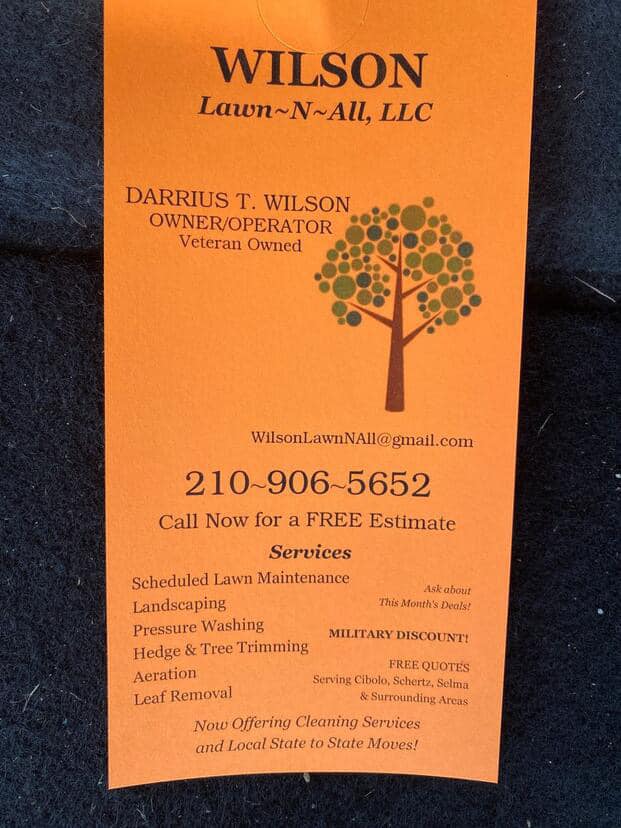 WILSON
Lawn~N~All, LLC
DARRIUS T. WILSON
OWNER/OPERATOR
Veteran Owned
WilsonLawnNAll@gmail.com
210~906~5652
Call Now for a FREE Estimate
Services
Scheduled Lawn Maintenance
Landscaping
Pressure Washing
Hedge & Tree Trimming
Aeration
Leaf Removal
Ask about
This Month's Deals!
MILITARY DISCOUNT!
FREE QUOTES
Serving Cibolo, Schertz, Selma
& Surrounding Areas
Now Offering Cleaning Services
and Local State to State Moves!